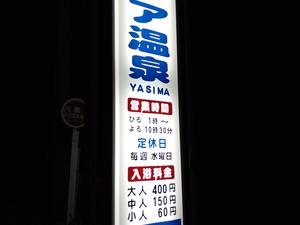 ア温泉
YASIMA
営業時間
ひる 1時〜
よる10時30分
定休日
毎週 水曜日
入浴料金
大人 400円
中人 150円
小人 60円